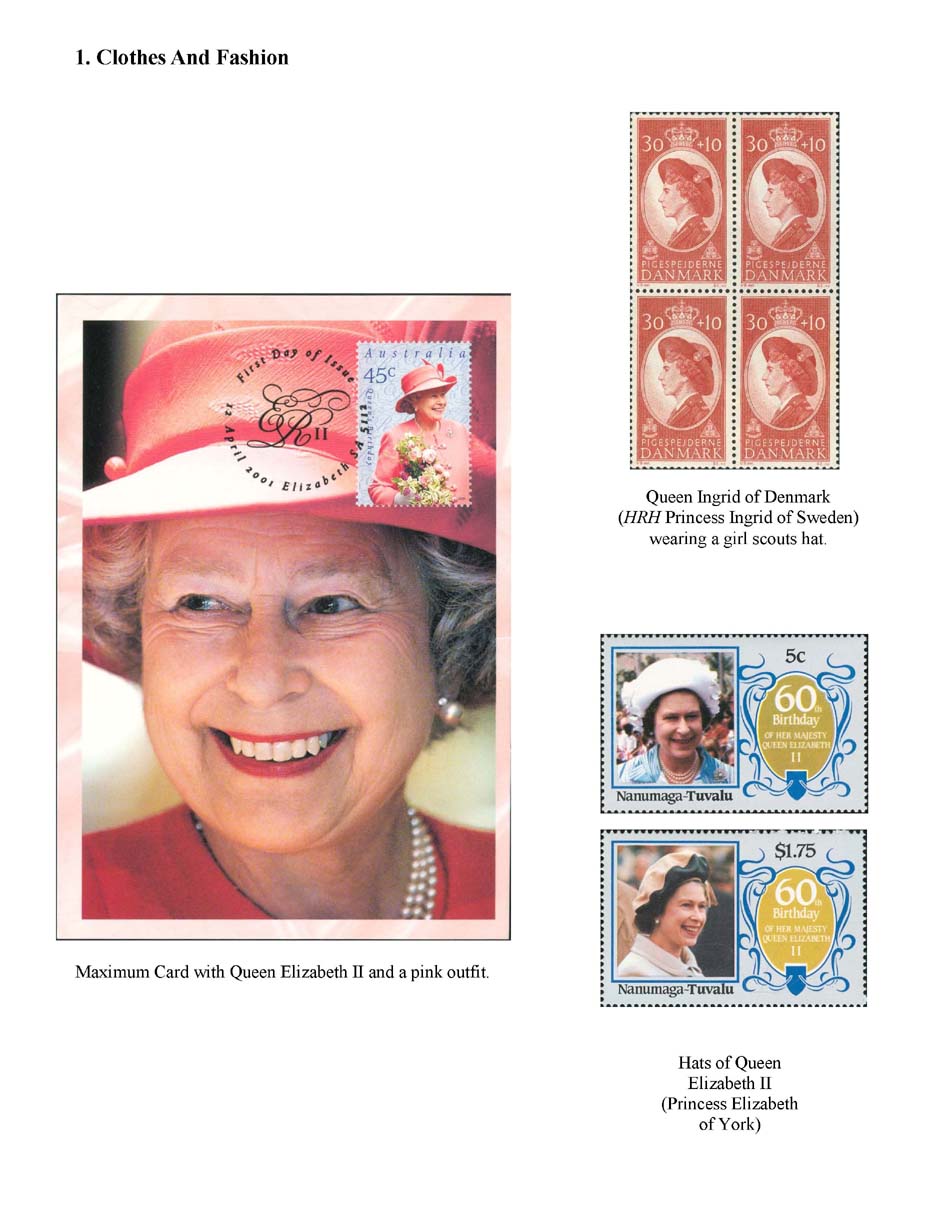 1. Clothes And Fashion
30 +10
PIGESPEJDERNE
DANMARK
30 +10
PIGESPEJDERNE
DANMARK
30 +10
PIGESPEJDERNE
DANMARK
30 +10
PIGESPEJDERNE
DANMARK
Queen Ingrid of Denmark
(HRH Princess Ingrid of Sweden)
wearing a girl scouts hat.
First Day of Issue
ER II
12 April 2001 Elizabeth SA 5112
Australia
45c
Maximum Card with Queen Elizabeth II and a pink outfit.
5c
60th
Birthday
OF HER MAJESTY
QUEEN ELIZABETH
II
Nanumaga-Tuvalu
$1.75
60th
Birthday
OF HER MAJESTY
QUEEN ELIZABETH
II
Nanumaga-Tuvalu
Hats of Queen
Elizabeth II
(Princess Elizabeth
of York)